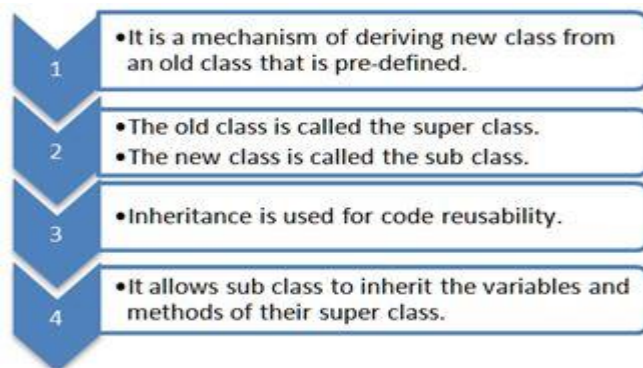 1
•It is a mechanism of deriving new class from
an old class that is pre-defined.
2
•The old class is called the super class.
•The new class is called the sub class.
3
•Inheritance is used for code reusability.
4
•It allows sub class to inherit the variables and
methods of their super class.